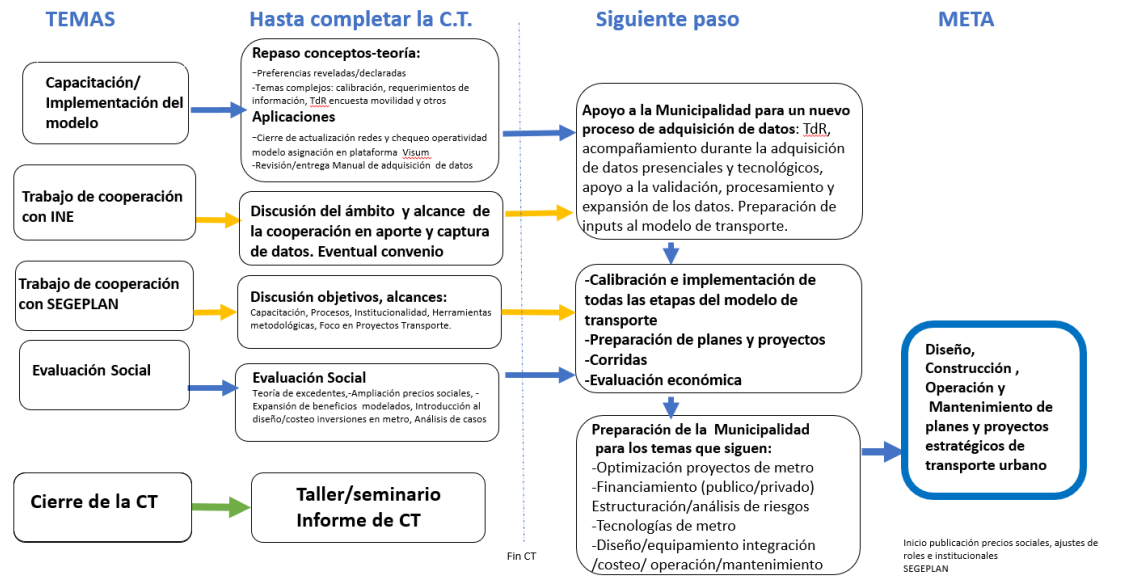 TEMAS
Hasta completar la C.T.
Siguiente paso
META
Capacitación/
Implementación del
modelo
Repaso conceptos-teoría:
-Preferencias reveladas/declaradas
-Temas complejos: calibración, requerimientos de
información, TdR encuesta movilidad y otros
Aplicaciones
-Cierre de actualización redes y chequeo operatividad
modelo asignación en plataforma Visum
-Revisión/entrega Manual de adquisición de datos
Apoyo a la Municipalidad para un nuevo
proceso de adquisición de datos: TdR,
acompañamiento durante la adquisición
de datos presenciales y tecnológicos,
apoyo a la validación, procesamiento y
expansión de los datos. Preparación de
inputs al modelo de transporte.
Trabajo de cooperación
con INE
Discusión del ámbito y alcance de
la cooperación en aporte y captura
de datos. Eventual convenio
Trabajo de cooperación
con SEGEPLAN
Discusión objetivos, alcances:
Capacitación, Procesos, Institucionalidad, Herramientas
metodológicas, Foco en Proyectos Transporte.
-Calibración e implementación de
todas las etapas del modelo de
transporte
-Preparación de planes y proyectos
-Corridas
-Evaluación económica
Evaluación Social
Evaluación Social
Teoría de excedentes,-Ampliación precios sociales, -
Expansión de beneficios modelados, Introducción al
diseño/costeo inversiones en metro, Análisis de casos
Diseño,
Construcción ,
Operación y
Mantenimiento de
planes y proyectos
estratégicos de
transporte urbano
Preparación de la Municipalidad
para los temas que siguen:
-Optimización proyectos de metro
-Financiamiento (publico/privado)
Estructuración/análisis de riesgos
-Tecnologías de metro
-Diseño/equipamiento integración
/costeo/ operación/mantenimiento
Cierre de la CT
Taller/seminario
Informe de CT
Fin CT
Inicio publicación precios sociales, ajustes de
roles e institucionales
SEGEPLAN